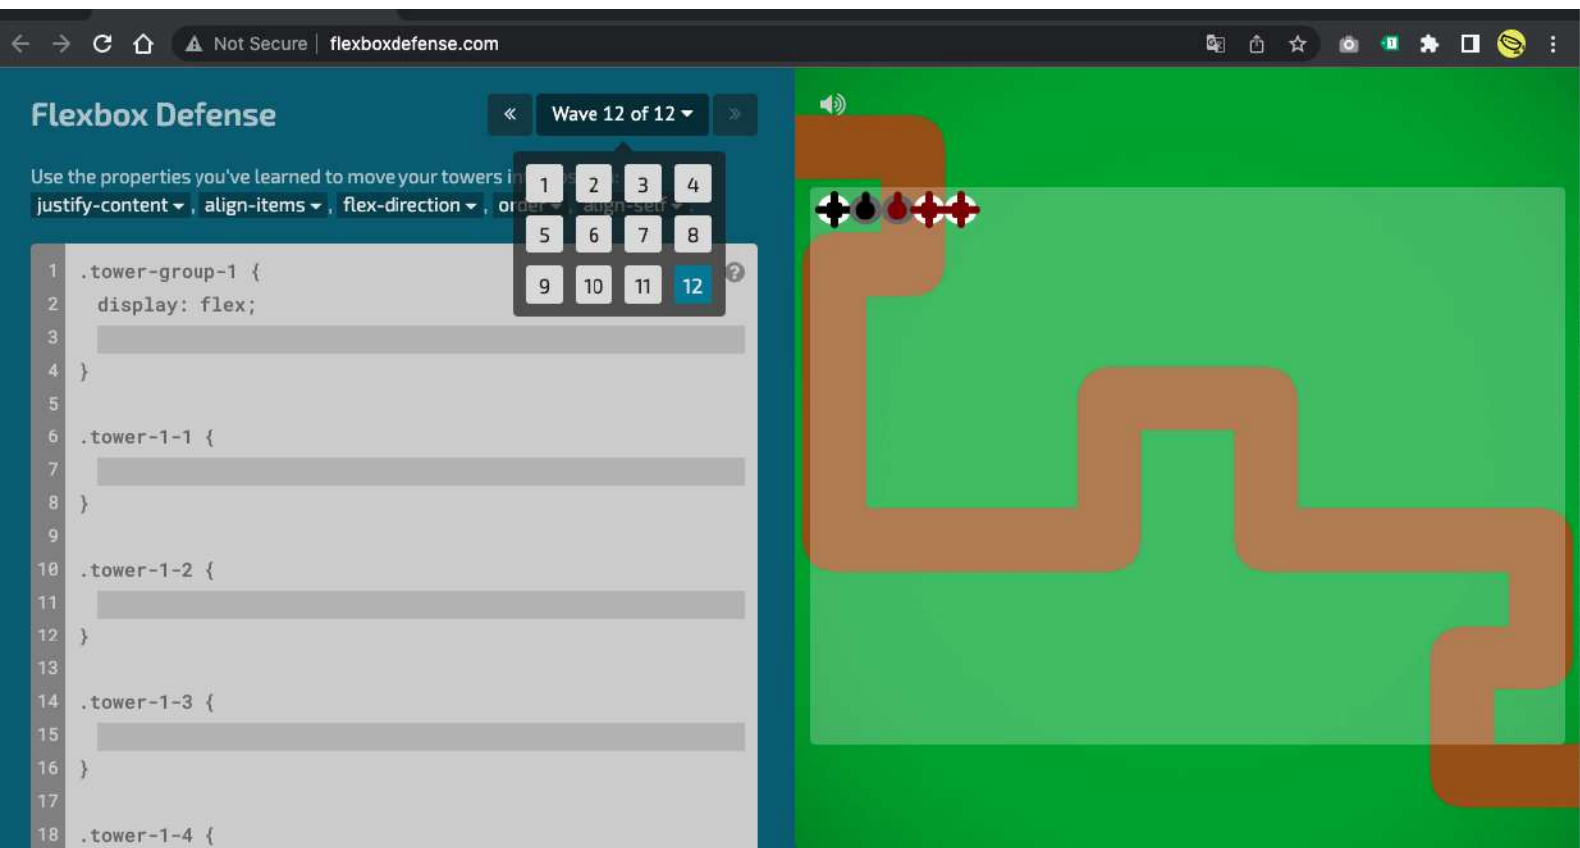 Not Secure | flexboxdefense.com
Flexbox Defense
« Wave 12 of 12 »
Use the properties you've learned to move your towers
justify-content , align-items , flex-direction , align-self .
1 2 3 4
5 6 7 8
9 10 11 12
1 .tower-group-1 {
2 display: flex;
3
4 }
5
6 .tower-1-1 {
7
8 }
9
10 .tower-1-2 {
11
12 }
13
14 .tower-1-3 {
15
16 }
17
18 .tower-1-4 {
?
1